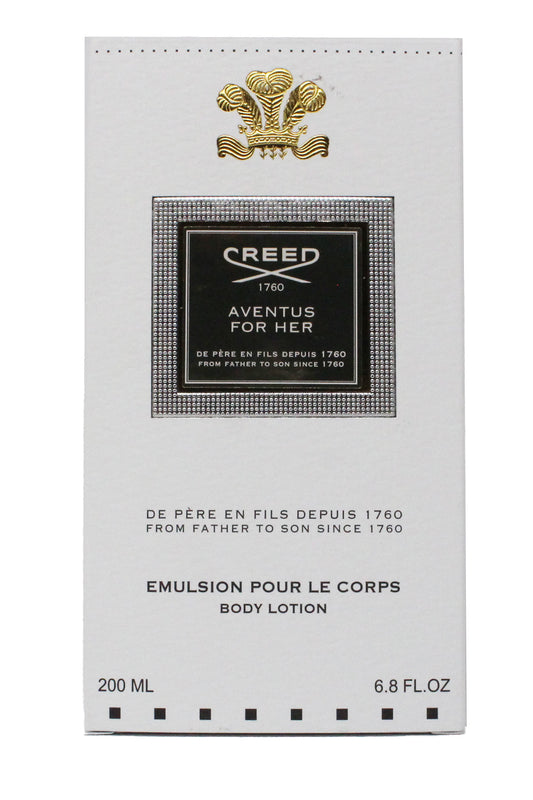 CREED
1760
AVENTUS
FOR HER
DE PÈRE EN FILS DEPUIS 1760
FROM FATHER TO SON SINCE 1760
DE PÈRE EN FILS DEPUIS 1760
FROM FATHER TO SON SINCE 1760
EMULSION POUR LE CORPS
BODY LOTION
200 ML 6.8 FL.OZ